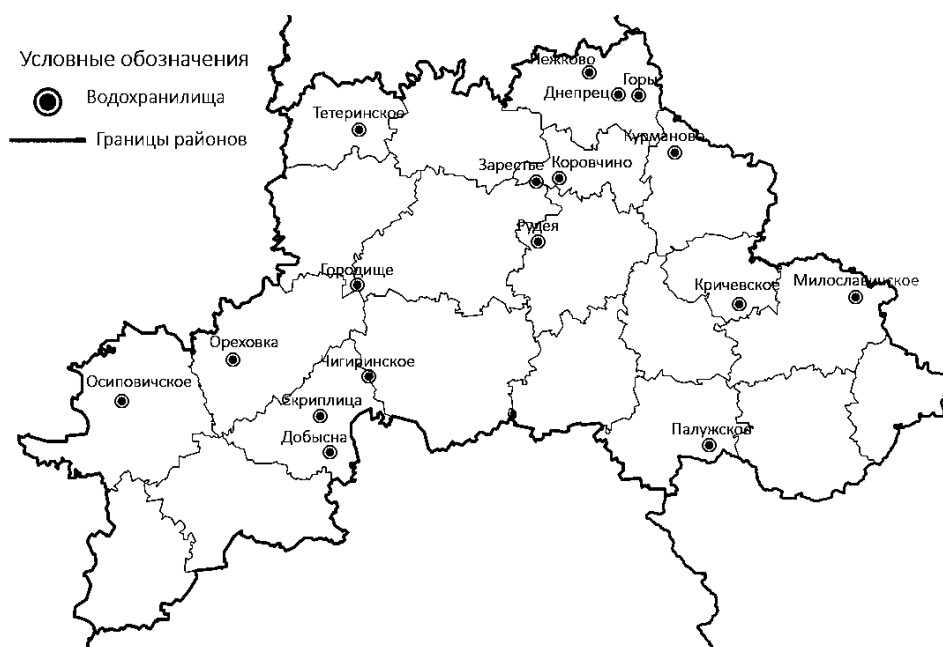 Условные обозначения
Водохранилища
Границы районов
Лежково
Днепрец
Горы
Тетеринское
Курманово
Зарестье
Коровчино
Рудея
Городище
Кричевское
Милославичское
Ореховка
Чигиринское
Осиповичское
Скриплица
Добысна
Палужское